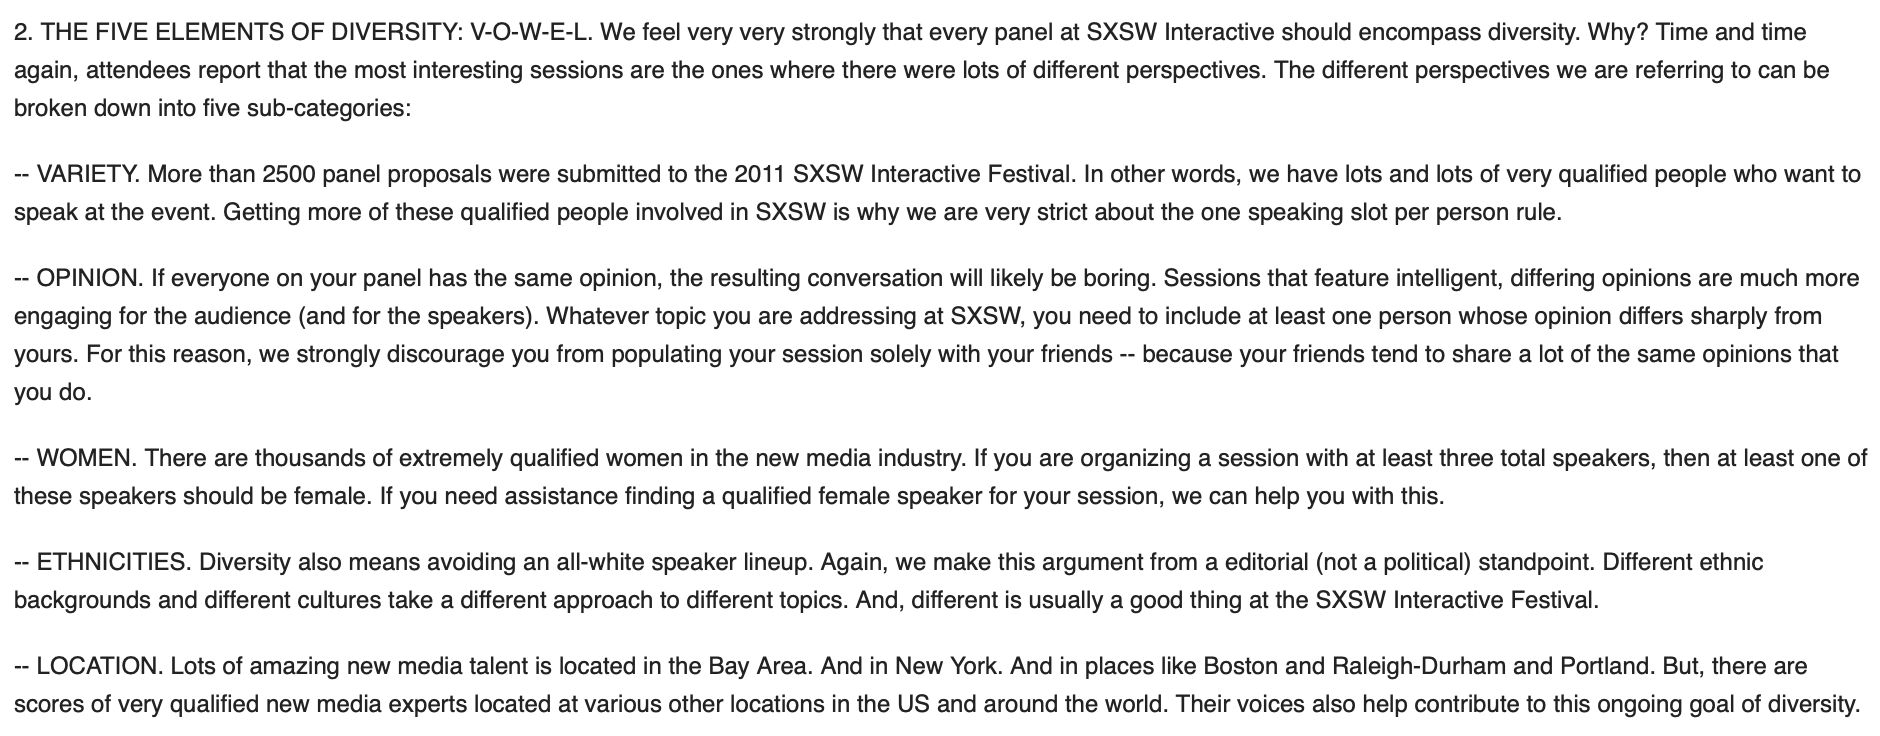 2. THE FIVE ELEMENTS OF DIVERSITY: V-O-W-E-L. We feel very very strongly that every panel at SXSW Interactive should encompass diversity. Why? Time and time
again, attendees report that the most interesting sessions are the ones where there were lots of different perspectives. The different perspectives we are referring to can be
broken down into five sub-categories:
-- VARIETY. More than 2500 panel proposals were submitted to the 2011 SXSW Interactive Festival. In other words, we have lots and lots of very qualified people who want to
speak at the event. Getting more of these qualified people involved in SXSW is why we are very strict about the one speaking slot per person rule.
-- OPINION. If everyone on your panel has the same opinion, the resulting conversation will likely be boring. Sessions that feature intelligent, differing opinions are much more
engaging for the audience (and for the speakers). Whatever topic you are addressing at SXSW, you need to include at least one person whose opinion differs sharply from
yours. For this reason, we strongly discourage you from populating your session solely with your friends -- because your friends tend to share a lot of the same opinions that
you do.
-- WOMEN. There are thousands of extremely qualified women in the new media industry. If you are organizing a session with at least three total speakers, then at least one of
these speakers should be female. If you need assistance finding a qualified female speaker for your session, we can help you with this.
-- ETHNICITIES. Diversity also means avoiding an all-white speaker lineup. Again, we make this argument from a editorial (not a political) standpoint. Different ethnic
backgrounds and different cultures take a different approach to different topics. And, different is usually a good thing at the SXSW Interactive Festival.
-- LOCATION. Lots of amazing new media talent is located in the Bay Area. And in New York. And in places like Boston and Raleigh-Durham and Portland. But, there are
scores of very qualified new media experts located at various other locations in the US and around the world. Their voices also help contribute to this ongoing goal of diversity.